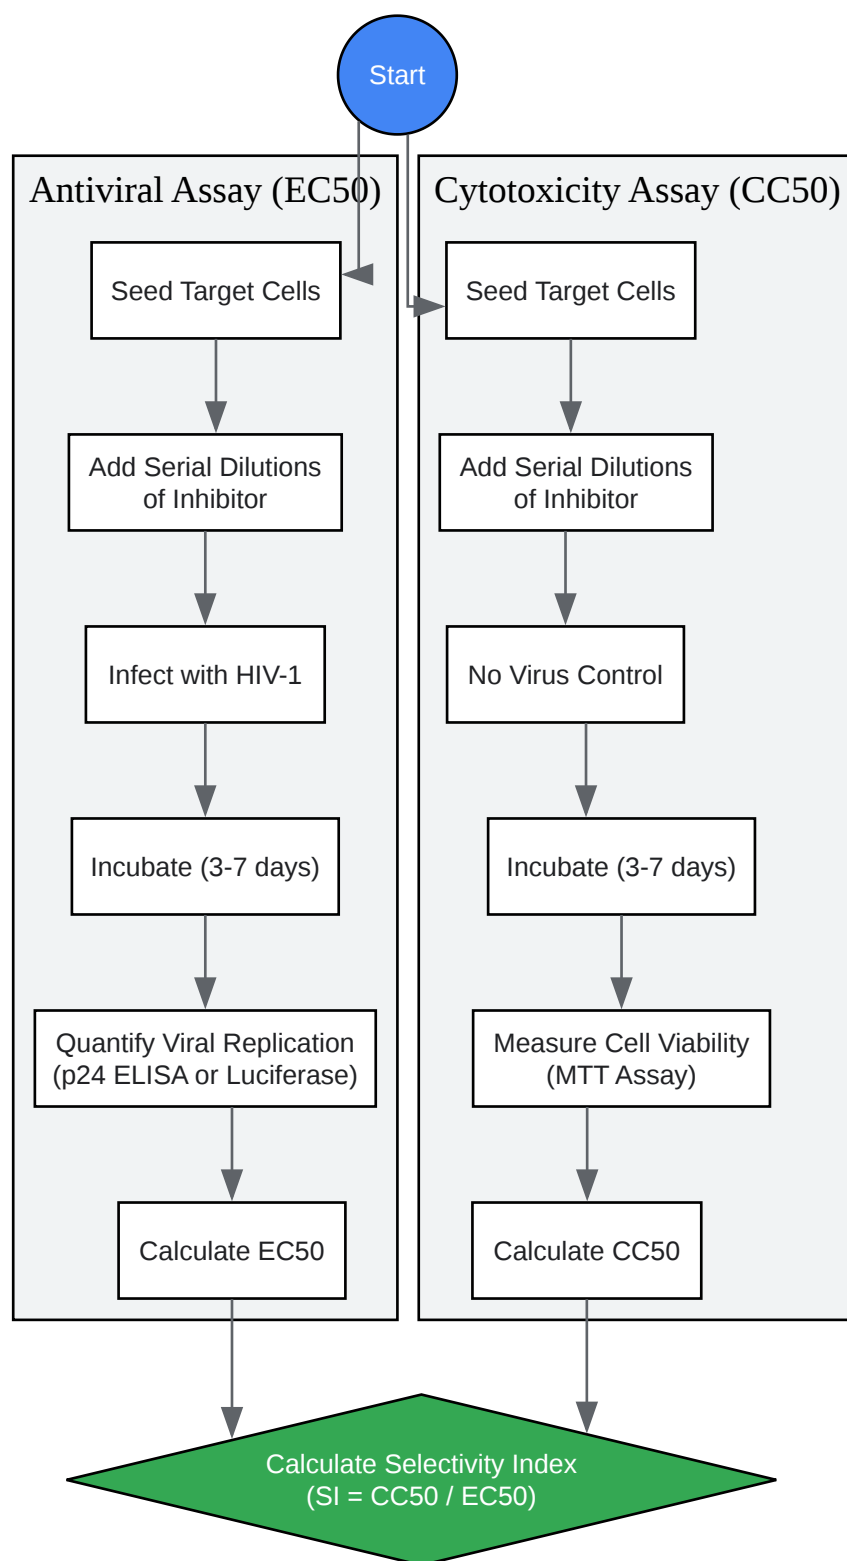 Start
Antiviral Assay (EC50)
Seed Target Cells
Add Serial Dilutions
of Inhibitor
Infect with HIV-1
Incubate (3-7 days)
Quantify Viral Replication
(p24 ELISA or Luciferase)
Calculate EC50
Cytotoxicity Assay (CC50)
Seed Target Cells
Add Serial Dilutions
of Inhibitor
No Virus Control
Incubate (3-7 days)
Measure Cell Viability
(MTT Assay)
Calculate CC50
Calculate Selectivity Index
(SI = CC50 / EC50)